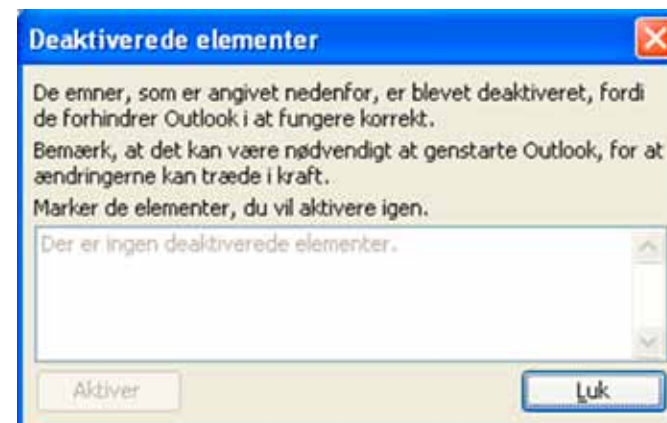 Deaktiverede elementer
De emner, som er angivet nedenfor, er blevet deaktiveret, fordi
de forhindrer Outlook i at fungere korrekt.
Bemærk, at det kan være nødvendigt at genstarte Outlook, for at
ændringerne kan træde i kraft.
Marker de elementer, du vil aktivere igen.
Der er ingen deaktiverede elementer.
Aktiver
Luk